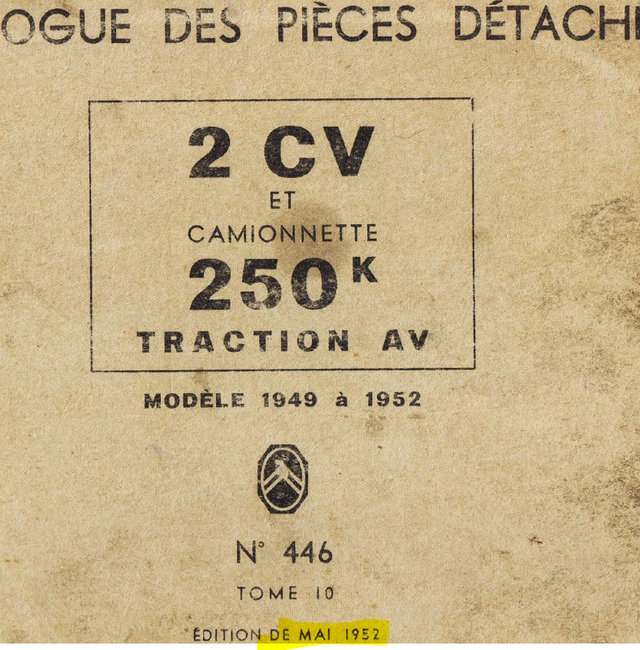 OGUE DES PIÈCES DÉTACHE
2 CV
ET
CAMIONNETTE
250K
TRACTION AV
MODÈLE 1949 à 1952
N° 446
TOME 10
ÉDITION DE MAI 1952